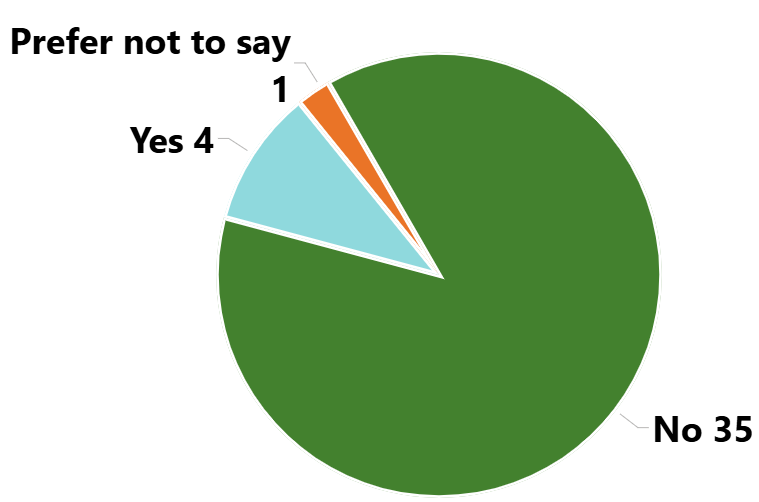 Prefer not to say
1
Yes 4
No 35